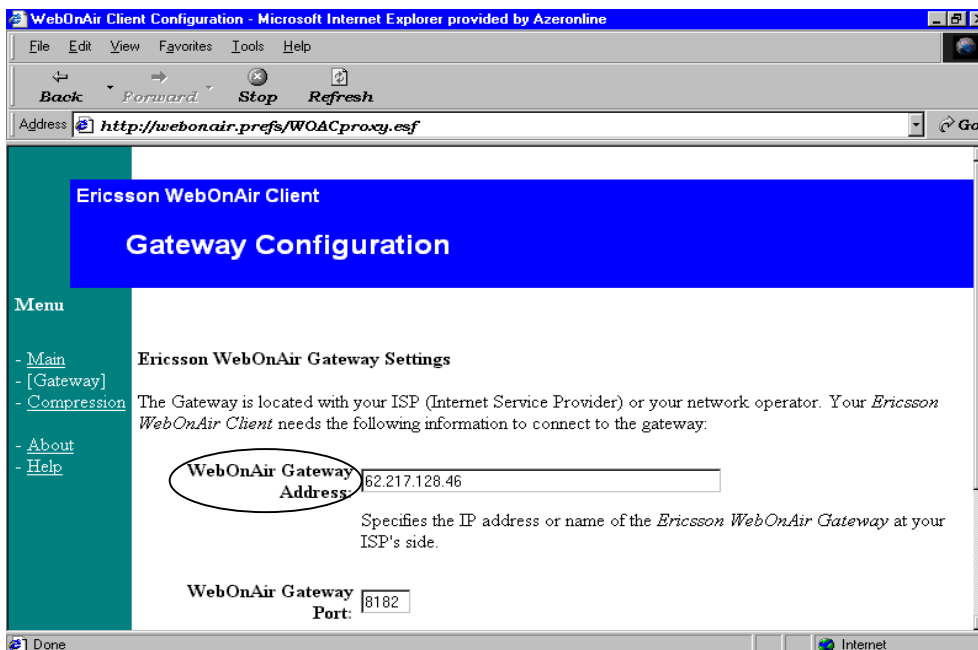 WebOnAir Client Configuration - Microsoft Internet Explorer provided by Azeronline
File Edit View Favorites Tools Help
Back Forward Stop Refresh
Address http://webonair.prefs/WOACproxy.esf Go
Ericsson WebOnAir Client
Gateway Configuration
Menu
- Main
- [Gateway]
- Compression
- About
- Help
Ericsson WebOnAir Gateway Settings
The Gateway is located with your ISP (Internet Service Provider) or your network operator. Your Ericsson
WebOnAir Client needs the following information to connect to the gateway:
WebOnAir Gateway
Address: 62.217.128.46
Specifies the IP address or name of the Ericsson WebOnAir Gateway at your
ISP's side.
WebOnAir Gateway
Port: 8182
Done Internet